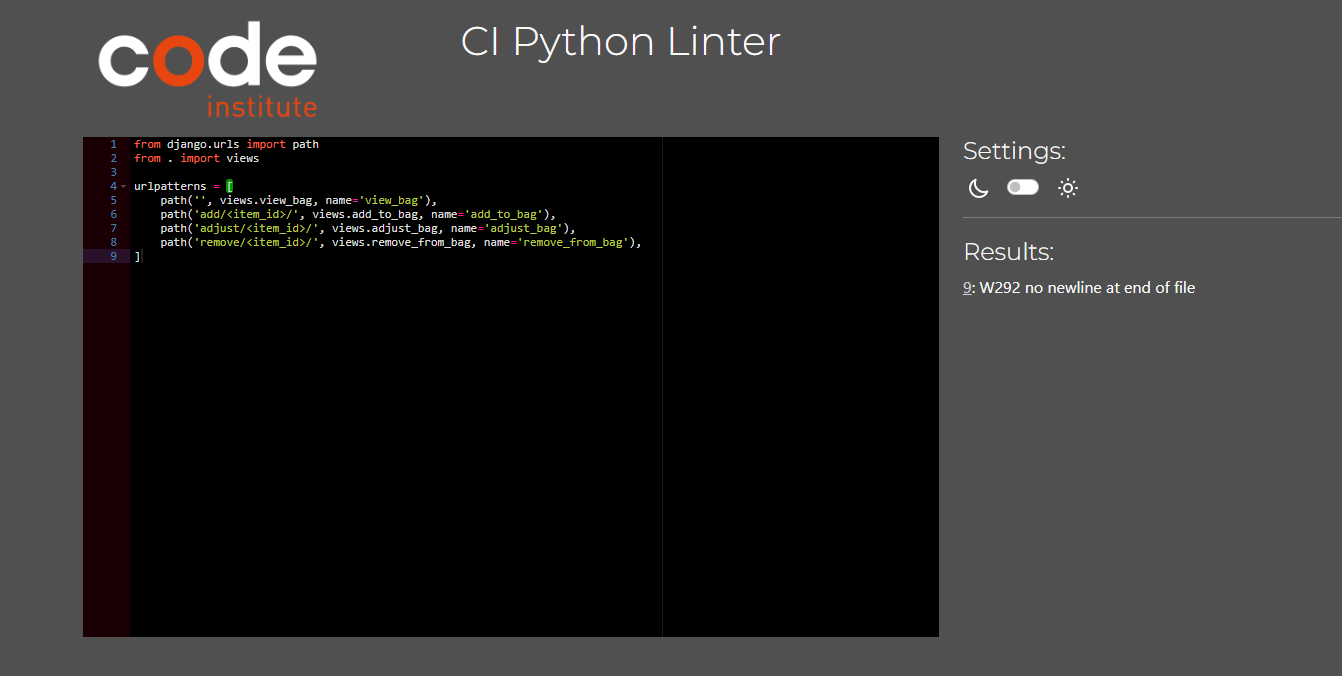 code
institute
CI Python Linter
1 from django.urls import path
2 from . import views
3
4 urlpatterns = [
5     path('', views.view_bag, name='view_bag'),
6     path('add/<item_id>/', views.add_to_bag, name='add_to_bag'),
7     path('adjust/<item_id>/', views.adjust_bag, name='adjust_bag'),
8     path('remove/<item_id>/', views.remove_from_bag, name='remove_from_bag'),
9 ]
Settings:
Results:
9: W292 no newline at end of file